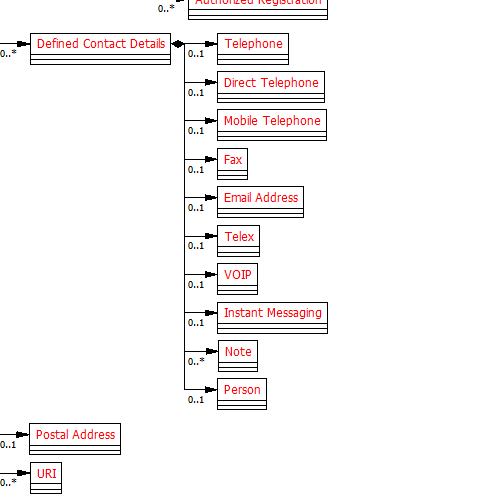 Authorized Registration
0..*
Defined Contact Details
0..*
Telephone
0..1
Direct Telephone
0..1
Mobile Telephone
0..1
Fax
0..1
Email Address
0..1
Telex
0..1
VOIP
0..1
Instant Messaging
0..1
Note
0..*
Person
0..1
Postal Address
0..1
URI
0..*